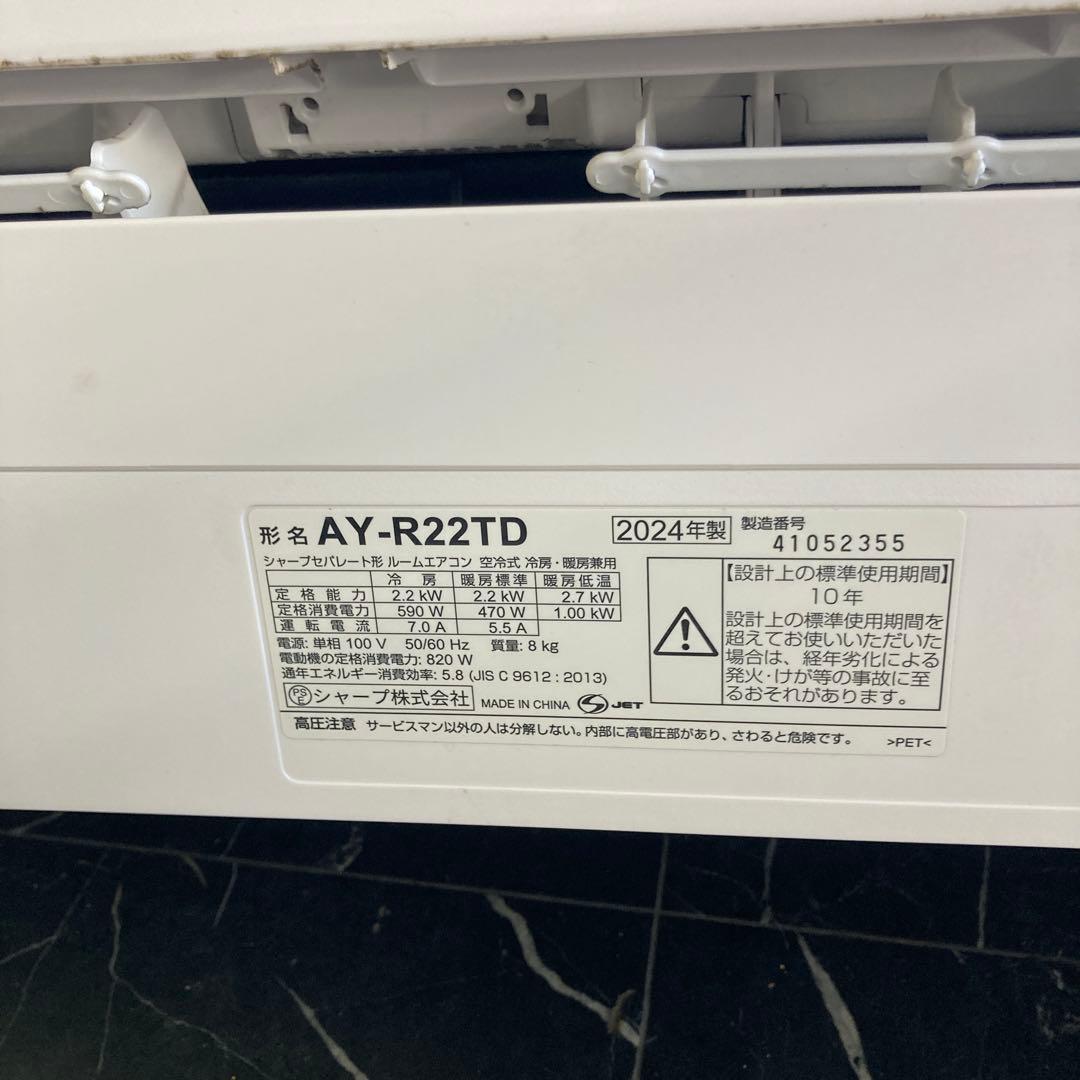 形名 AY-R22TD
2024年製
製造番号
41052355
シャープセパレート形 ルームエアコン 空冷式 冷房・暖房兼用
冷房 暖房標準 暖房低温
定格能力 2.2 kW 2.2 kW 2.7 kW
定格消費電力 590 W 470 W 1.00 kW
運転電流 7.0 A 5.5 A
電源: 単相 100 V 50/60 Hz 質量: 8 kg
電動機の定格消費電力: 820 W
通年エネルギー消費効率: 5.8 (JIS C 9612 : 2013)
PSE シャープ株式会社 MADE IN CHINA S JET
【設計上の標準使用期間】
10年
設計上の標準使用期間を
超えてお使いいただいた
場合は、経年劣化による
発火・けが等の事故に至
るおそれがあります。
高圧注意 サービスマン以外の人は分解しない。内部に高電圧部があり、さわると危険です。 >PET<